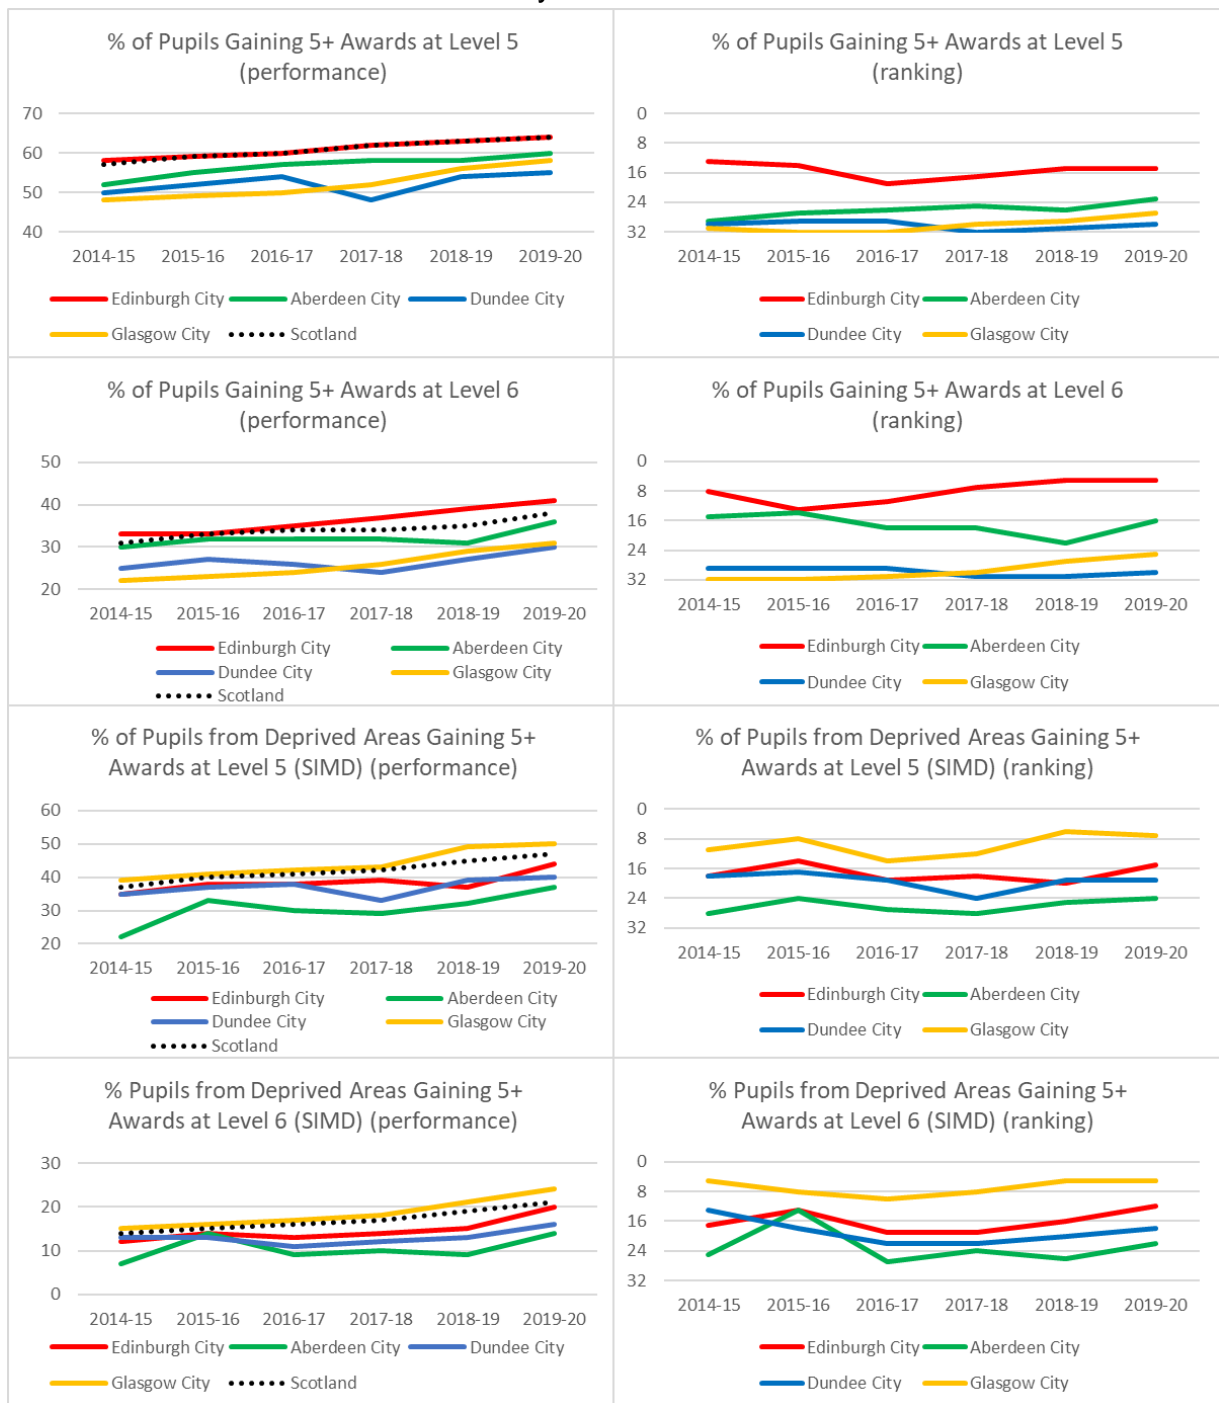 % of Pupils Gaining 5+ Awards at Level 5
(performance)
70
60
50
40
2014-15 2015-16 2016-17 2017-18 2018-19 2019-20
Edinburgh City Aberdeen City Dundee City
Glasgow City Scotland
% of Pupils Gaining 5+ Awards at Level 5
(ranking)
0
8
16
24
32
2014-15 2015-16 2016-17 2017-18 2018-19 2019-20
Edinburgh City Aberdeen City
Dundee City Glasgow City
% of Pupils Gaining 5+ Awards at Level 6
(performance)
50
40
30
20
2014-15 2015-16 2016-17 2017-18 2018-19 2019-20
Edinburgh City Aberdeen City
Dundee City Glasgow City
Scotland
% of Pupils Gaining 5+ Awards at Level 6
(ranking)
0
8
16
24
32
2014-15 2015-16 2016-17 2017-18 2018-19 2019-20
Edinburgh City Aberdeen City
Dundee City Glasgow City
% of Pupils from Deprived Areas Gaining 5+
Awards at Level 5 (SIMD) (performance)
60
50
40
30
20
2014-15 2015-16 2016-17 2017-18 2018-19 2019-20
Edinburgh City Aberdeen City
Dundee City Glasgow City
Scotland
% of Pupils from Deprived Areas Gaining 5+
Awards at Level 5 (SIMD) (ranking)
0
8
16
24
32
2014-15 2015-16 2016-17 2017-18 2018-19 2019-20
Edinburgh City Aberdeen City
Dundee City Glasgow City
% Pupils from Deprived Areas Gaining 5+
Awards at Level 6 (SIMD) (performance)
30
20
10
0
2014-15 2015-16 2016-17 2017-18 2018-19 2019-20
Edinburgh City Aberdeen City Dundee City
Glasgow City Scotland
% Pupils from Deprived Areas Gaining 5+
Awards at Level 6 (SIMD) (ranking)
0
8
16
24
32
2014-15 2015-16 2016-17 2017-18 2018-19 2019-20
Edinburgh City Aberdeen City
Dundee City Glasgow City